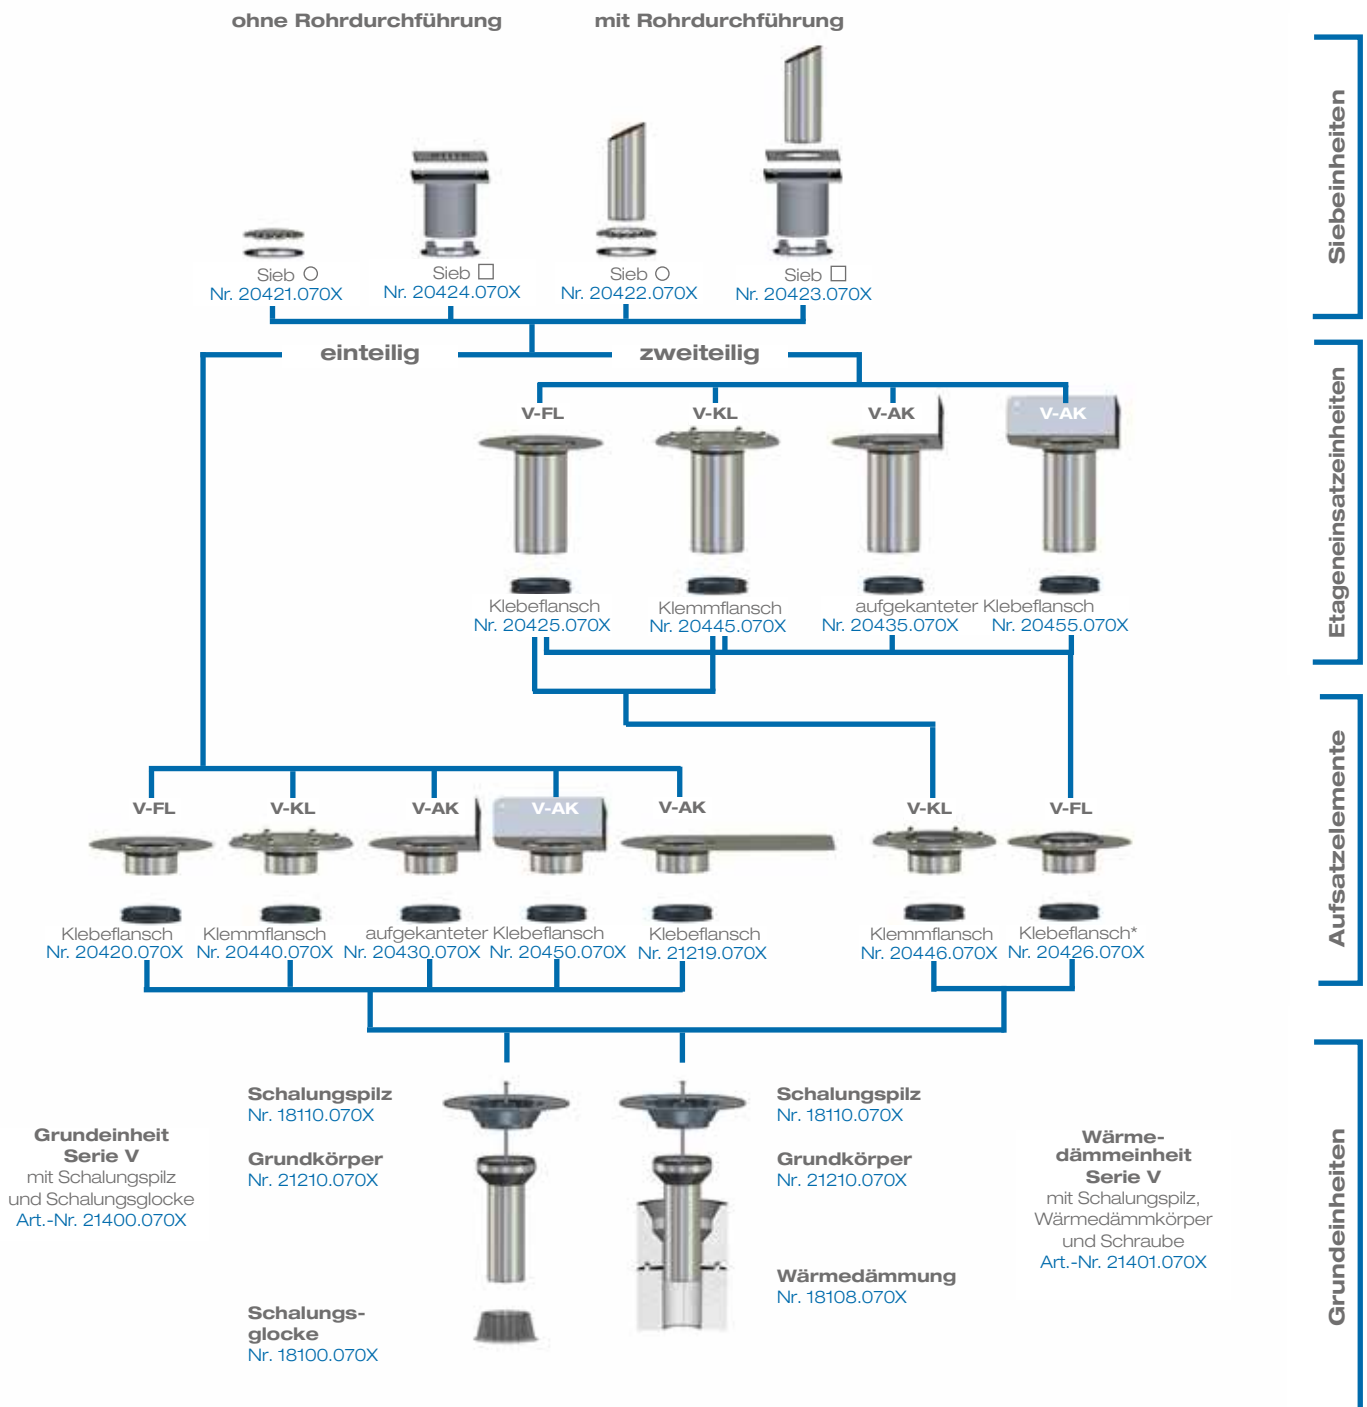 ohne Rohrdurchführung
mit Rohrdurchführung
Siebeinheiten
Sieb ○
Nr. 20421.070X
Sieb □
Nr. 20424.070X
Sieb ○
Nr. 20422.070X
Sieb □
Nr. 20423.070X
einteilig
zweiteilig
Etageneinsatzeinheiten
V-FL
V-KL
V-AK
V-AK
Klebeflansch
Nr. 20425.070X
Klemmflansch
Nr. 20445.070X
aufgekanteter Klebeflansch
Nr. 20435.070X
Nr. 20455.070X
Aufsatzelemente
V-FL
V-KL
V-AK
V-AK
V-AK
V-KL
V-FL
Klebeflansch
Nr. 20420.070X
Klemmflansch
Nr. 20440.070X
aufgekanteter Klebeflansch
Nr. 20430.070X
Nr. 20450.070X
Klebeflansch
Nr. 21219.070X
Klemmflansch
Nr. 20446.070X
Klebeflansch*
Nr. 20426.070X
Grundeinheiten
Grundeinheit
Serie V
mit Schalungspilz
und Schalungsglocke
Art.-Nr. 21400.070X
Schalungspilz
Nr. 18110.070X
Grundkörper
Nr. 21210.070X
Schalungs-
glocke
Nr. 18100.070X
Schalungspilz
Nr. 18110.070X
Grundkörper
Nr. 21210.070X
Wärmedämmung
Nr. 18108.070X
Wärme-
dämmeinheit
Serie V
mit Schalungspilz,
Wärmedämmkörper
und Schraube
Art.-Nr. 21401.070X